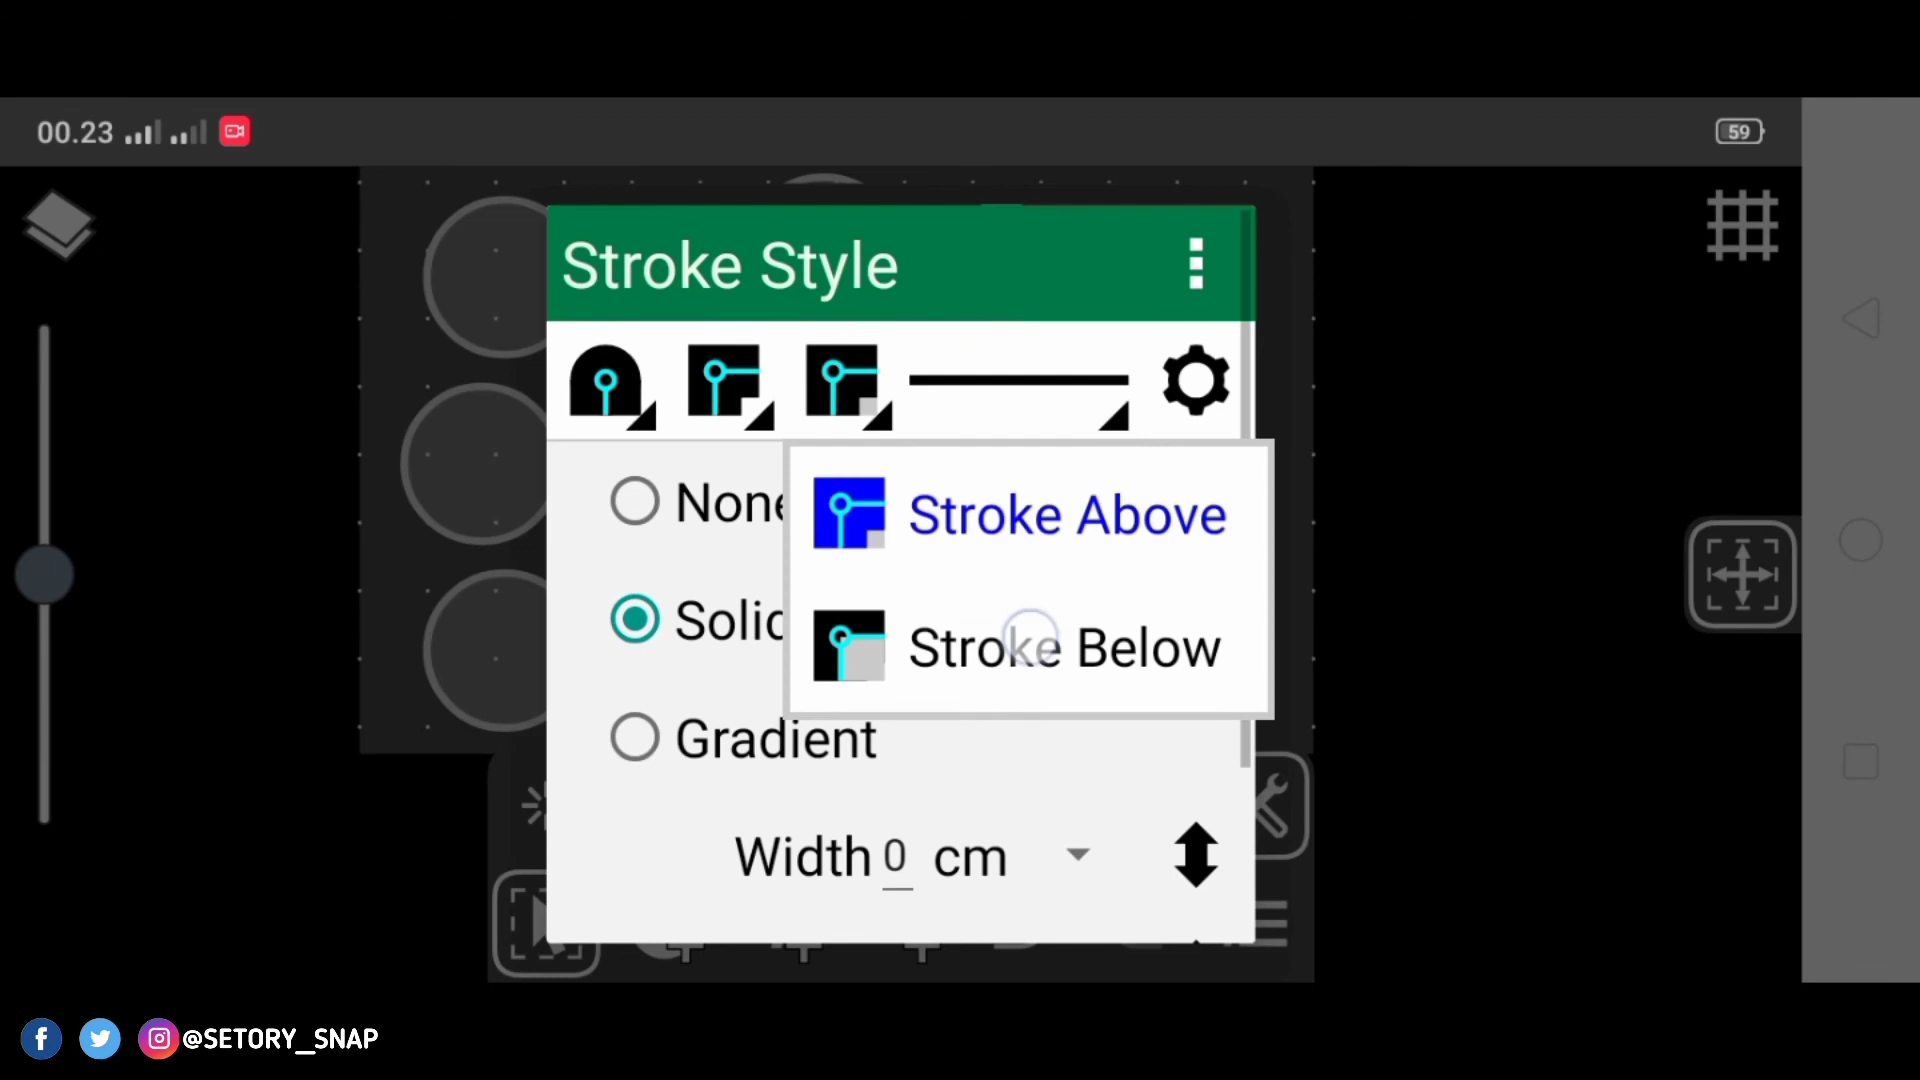 00.23
59
Stroke Style
None
Stroke Above
Solid
Stroke Below
Gradient
Width 0 cm
f
@SETORY_SNAP